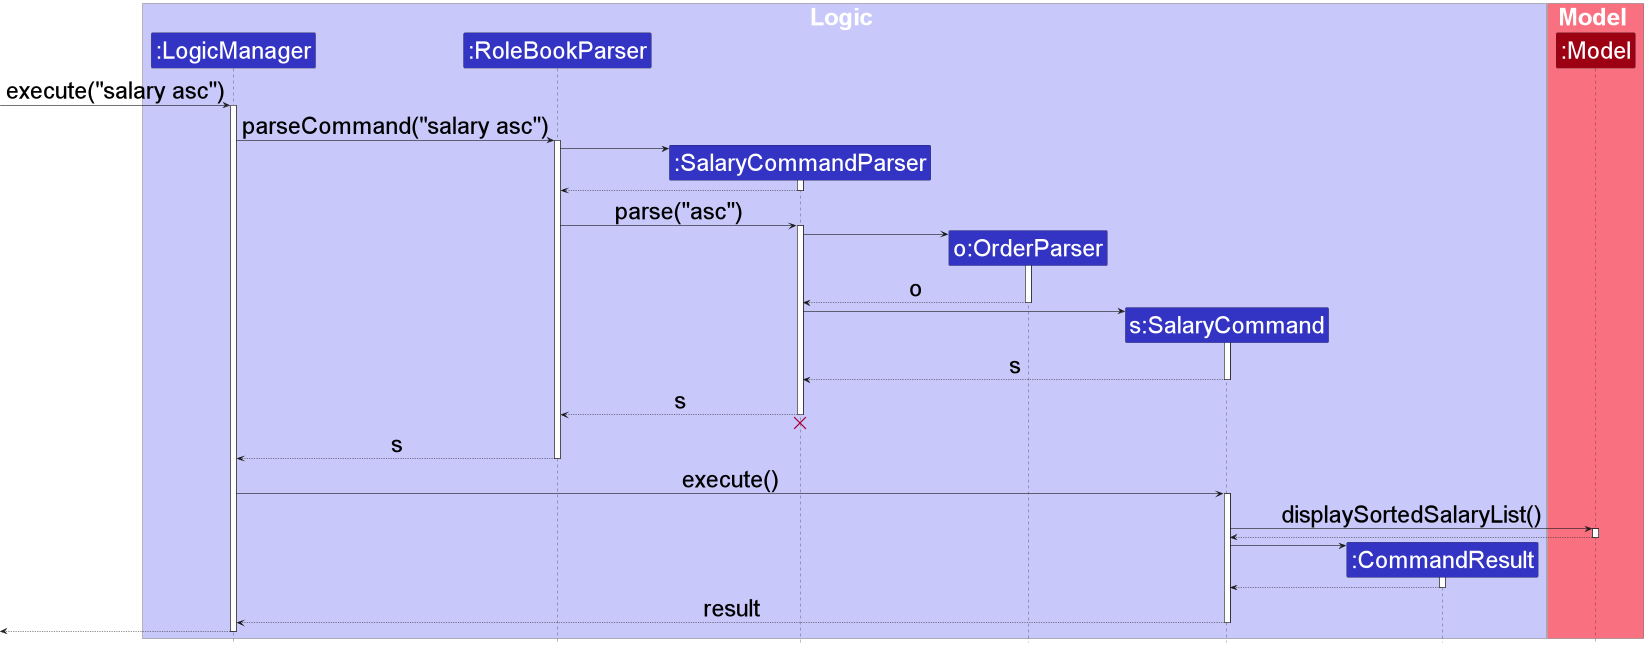 Logic
Model
:LogicManager
:RoleBookParser
:Model
execute("salary asc")
parseCommand("salary asc")
:SalaryCommandParser
parse("asc")
o:OrderParser
o
s:SalaryCommand
s
s
s
execute()
displaySortedSalaryList()
:CommandResult
result